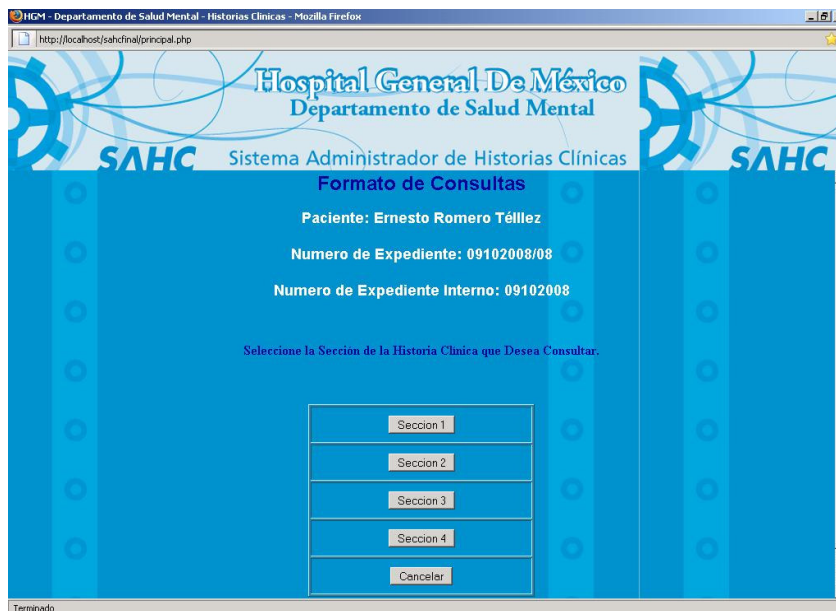 HGM - Departamento de Salud Mental - Historias Clinicas - Mozilla Firefox
http://localhost/sahcfinal/principal.php
Hospital General De México
Departamento de Salud Mental
SAHC Sistema Administrador de Historias Clínicas SAHC
Formato de Consultas
Paciente: Ernesto Romero Télllez
Numero de Expediente: 09102008/08
Numero de Expediente Interno: 09102008
Seleccione la Sección de la Historia Clinica que Desea Consultar.
Seccion 1
Seccion 2
Seccion 3
Seccion 4
Cancelar
Terminado